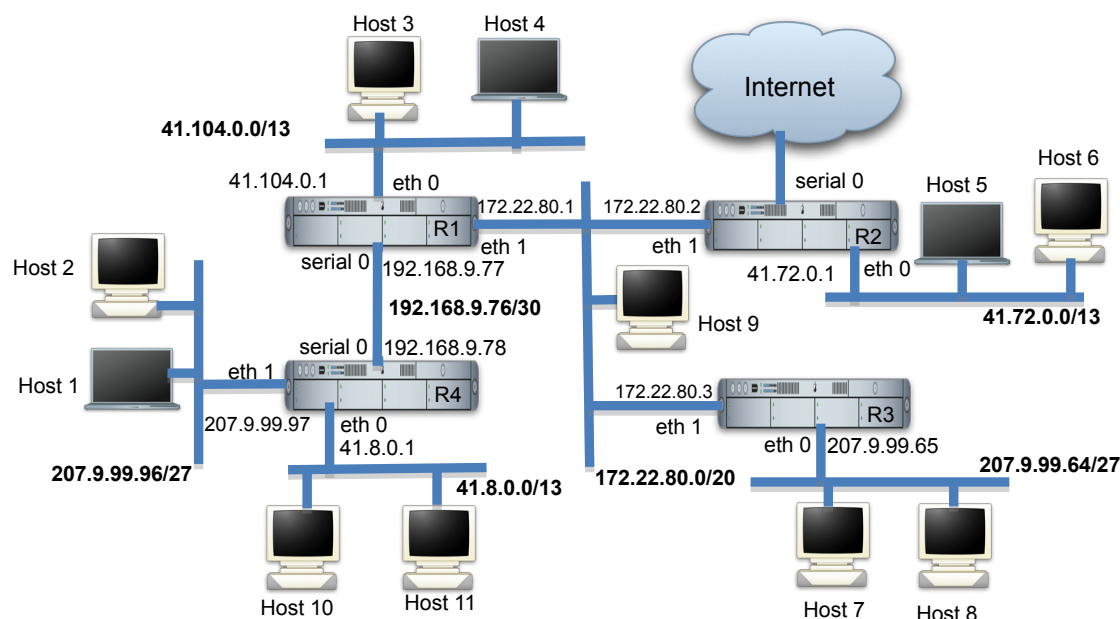 Host 3
Host 4
Internet
41.104.0.0/13
Host 6
41.104.0.1
eth 0
serial 0
Host 5
172.22.80.1
172.22.80.2
R1
R2
eth 1
eth 1
Host 2
serial 0
192.168.9.77
41.72.0.1
eth 0
192.168.9.76/30
Host 9
41.72.0.0/13
serial 0
192.168.9.78
Host 1
eth 1
R4
172.22.80.3
R3
207.9.99.97
eth 0
eth 1
eth 0
207.9.99.65
41.8.0.1
207.9.99.96/27
41.8.0.0/13
172.22.80.0/20
207.9.99.64/27
Host 10
Host 11
Host 7
Host 8